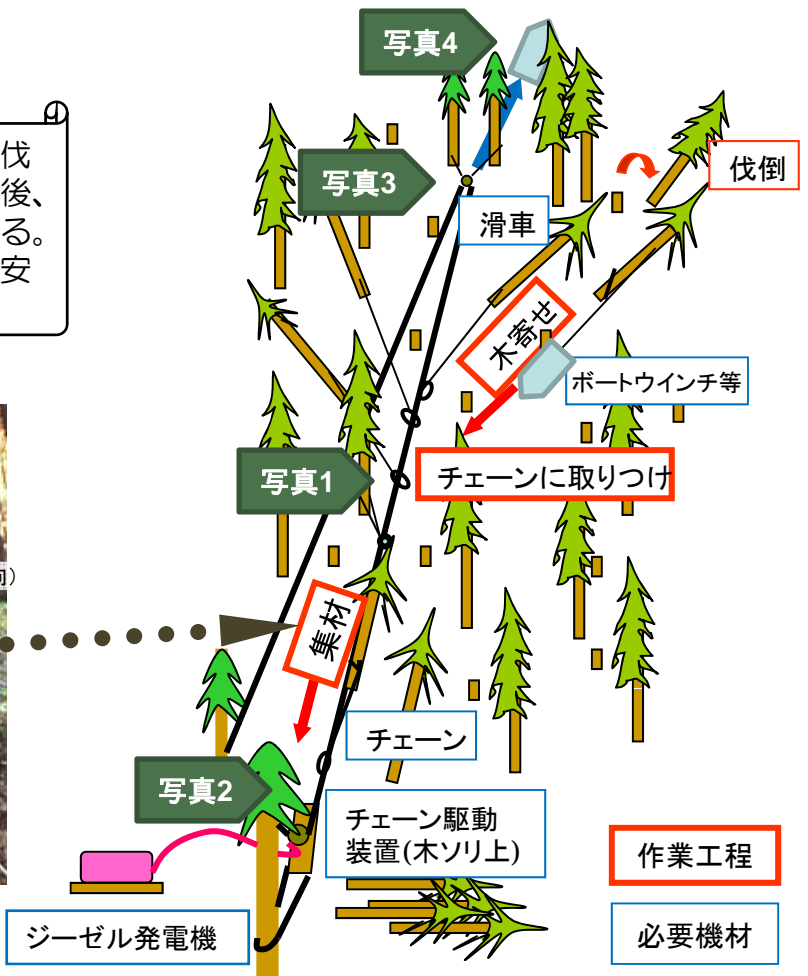 写真4
伐
後、
る。
安
写真3
伐倒
滑車
木寄せ
ボートウインチ等
写真1
チェーンに取りつけ
集材
チェーン
写真2
チェーン駆動
装置(木ソリ上)
作業工程
ジーゼル発電機
必要機材